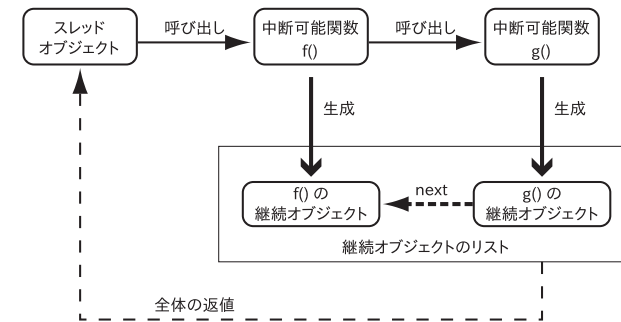 スレッド
オブジェクト
呼び出し
中断可能関数
f()
呼び出し
中断可能関数
g()
生成
生成
f() の
継続オブジェクト
next
g() の
継続オブジェクト
継続オブジェクトのリスト
全体の返値